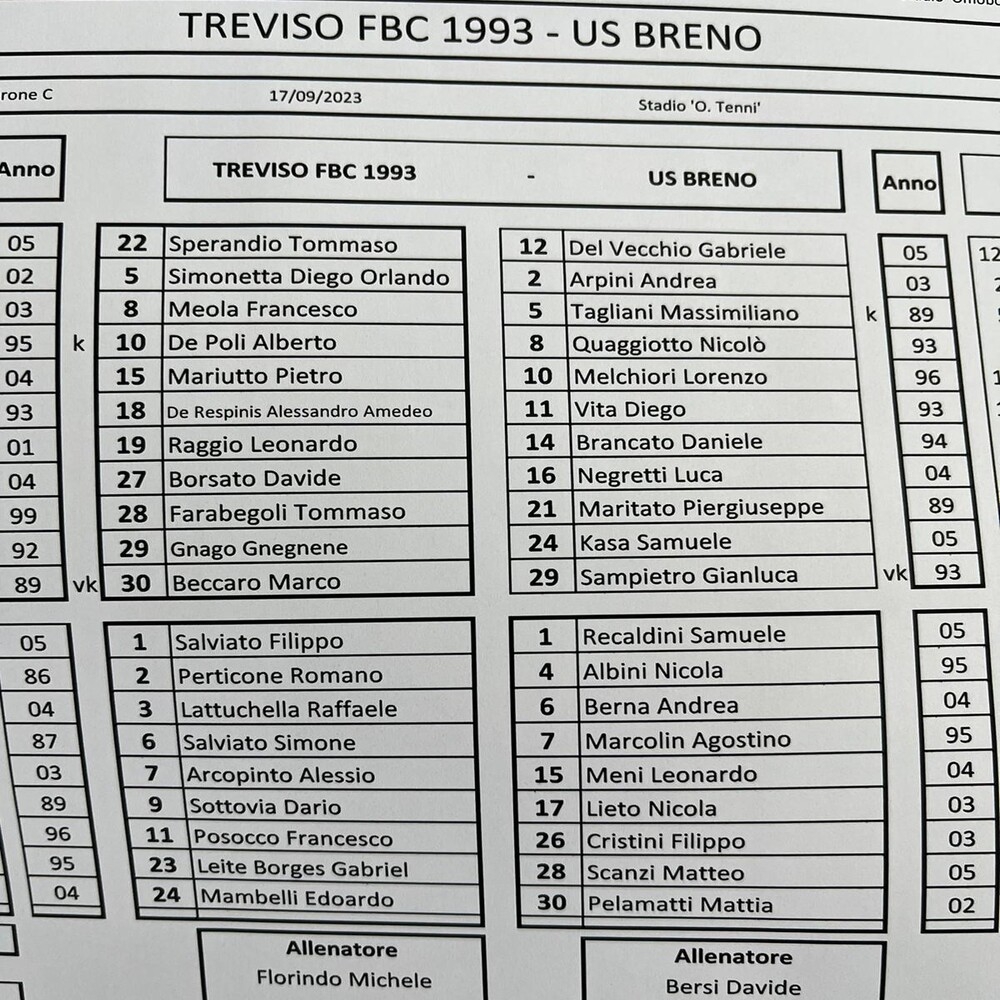 TREVISO FBC 1993 - US BRENO
rone C 17/09/2023 Stadio 'O. Tenni'
Anno TREVISO FBC 1993 - US BRENO Anno
05 22 Sperandio Tommaso 12 Del Vecchio Gabriele 05 12
02 5 Simonetta Diego Orlando 2 Arpini Andrea 03
03 8 Meola Francesco 5 Tagliani Massimiliano k 89
95 k 10 De Poli Alberto 8 Quaggiotto Nicolò 93
04 15 Mariutto Pietro 10 Melchiori Lorenzo 96
93 18 De Respinis Alessandro Amedeo 11 Vita Diego 93
01 19 Raggio Leonardo 14 Brancato Daniele 94
04 27 Borsato Davide 16 Negretti Luca 04
99 28 Farabegoli Tommaso 21 Maritato Piergiuseppe 89
92 29 Gnago Gnegnene 24 Kasa Samuele 05
89 vk 30 Beccaro Marco 29 Sampietro Gianluca vk 93
05 1 Salviato Filippo 1 Recaldini Samuele 05
86 2 Perticone Romano 4 Albini Nicola 95
04 3 Lattuchella Raffaele 6 Berna Andrea 04
87 6 Salviato Simone 7 Marcolin Agostino 95
03 7 Arcopinto Alessio 15 Meni Leonardo 04
89 9 Sottovia Dario 17 Lieto Nicola 03
96 11 Posocco Francesco 26 Cristini Filippo 03
95 23 Leite Borges Gabriel 28 Scanzi Matteo 05
04 24 Mambelli Edoardo 30 Pelamatti Mattia 02
Allenatore Allenatore
Florindo Michele Bersi Davide